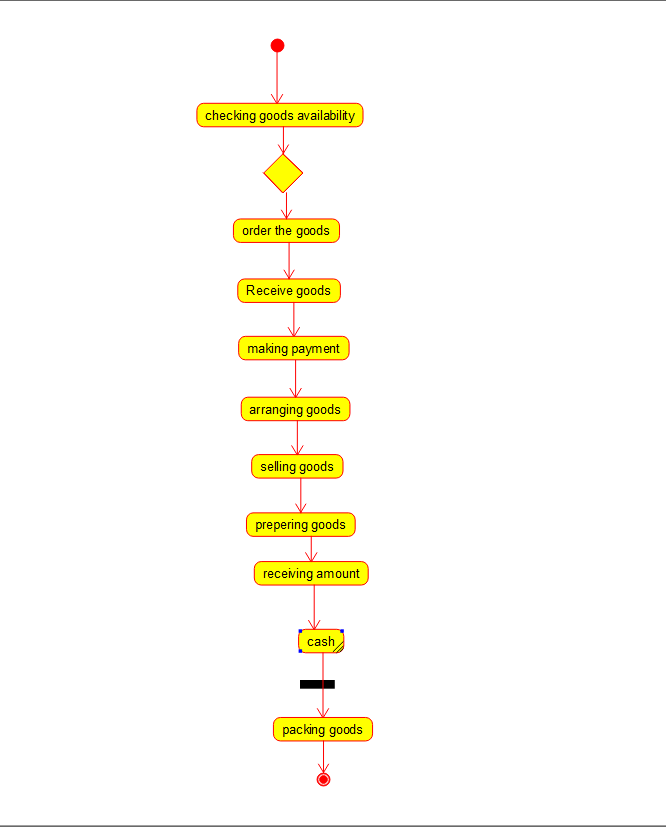 checking goods availability
order the goods
Receive goods
making payment
arranging goods
selling goods
prepering goods
receiving amount
cash
packing goods